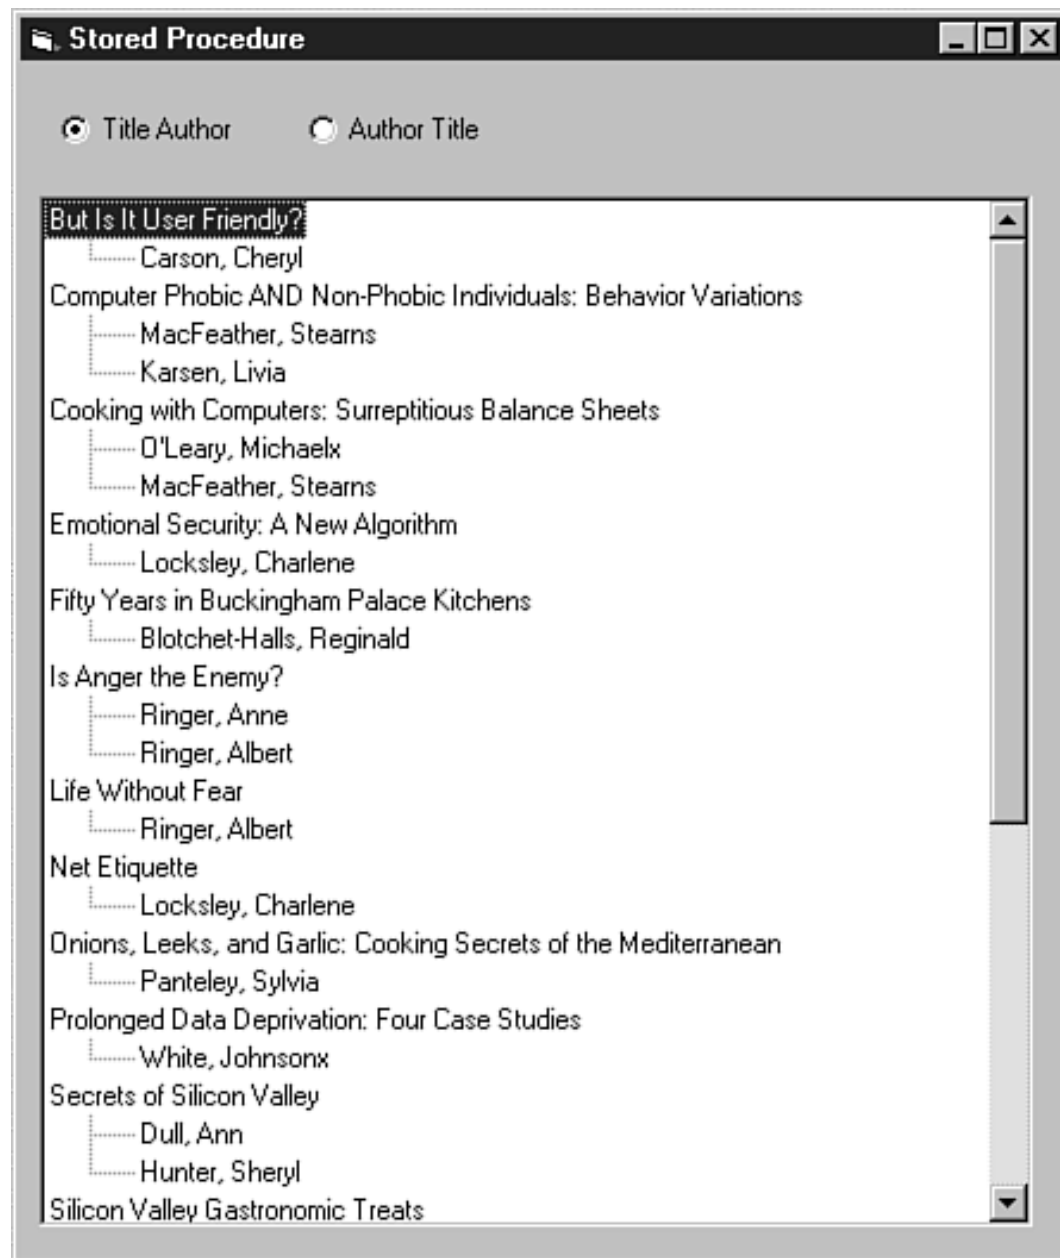 Stored Procedure
Title Author Author Title
But Is It User Friendly?
Carson, Cheryl
Computer Phobic AND Non-Phobic Individuals: Behavior Variations
MacFeather, Stearns
Karsen, Livia
Cooking with Computers: Surreptitious Balance Sheets
O'Leary, Michaelx
MacFeather, Stearns
Emotional Security: A New Algorithm
Locksley, Charlene
Fifty Years in Buckingham Palace Kitchens
Blotchet-Halls, Reginald
Is Anger the Enemy?
Ringer, Anne
Ringer, Albert
Life Without Fear
Ringer, Albert
Net Etiquette
Locksley, Charlene
Onions, Leeks, and Garlic: Cooking Secrets of the Mediterranean
Panteley, Sylvia
Prolonged Data Deprivation: Four Case Studies
White, Johnsonx
Secrets of Silicon Valley
Dull, Ann
Hunter, Sheryl
Silicon Valley Gastronomic Treats